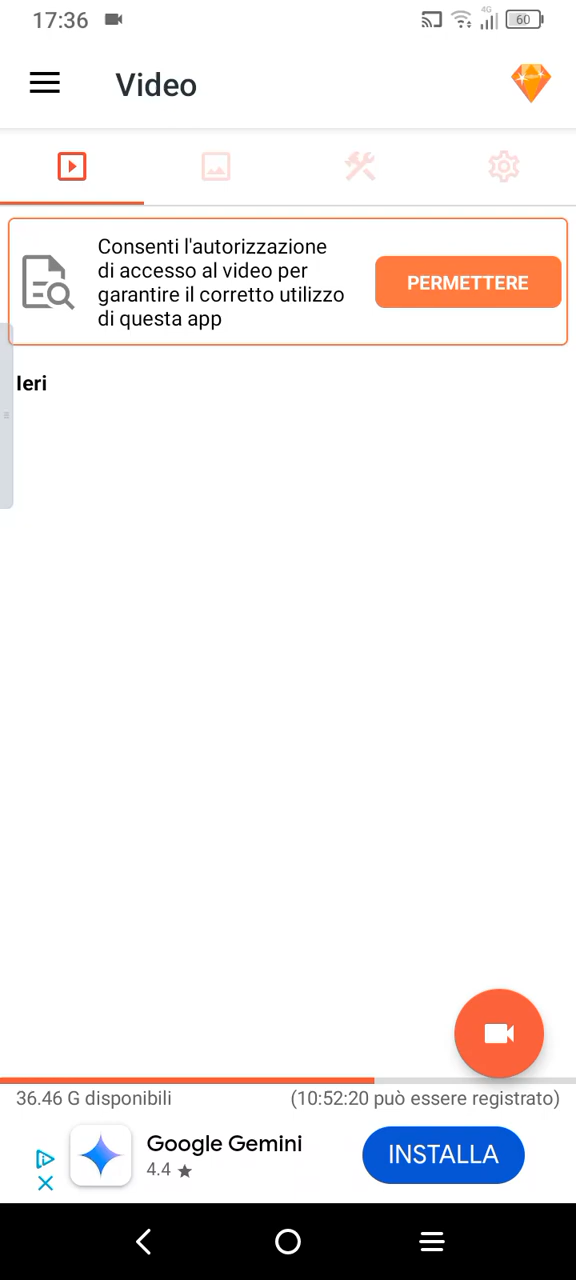 17:36
4G
60
Video
Consenti l'autorizzazione
di accesso al video per
garantire il corretto utilizzo
di questa app
PERMETTERE
Ieri
36.46 G disponibili
(10:52:20 può essere registrato)
Google Gemini
4.4 ★
INSTALLA